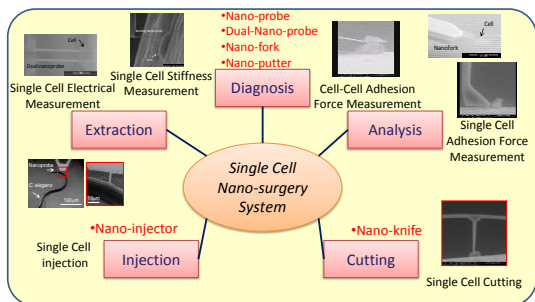 •Nano-probe
•Dual-Nano-probe
•Nano-fork
•Nano-putter
Cell
Dual-nanoprobe
Single Cell Electrical
Measurement
Single Cell Stiffness
Measurement
Diagnosis
Cell-Cell Adhesion
Force Measurement
Cell
Nanofork
Single Cell
Adhesion Force
Measurement
Extraction
Analysis
Single Cell
Nano-surgery
System
Nanoprobe
C. elegans
100μm
10μm
•Nano-injector
Single Cell
injection
Injection
•Nano-knife
Cutting
Single Cell Cutting